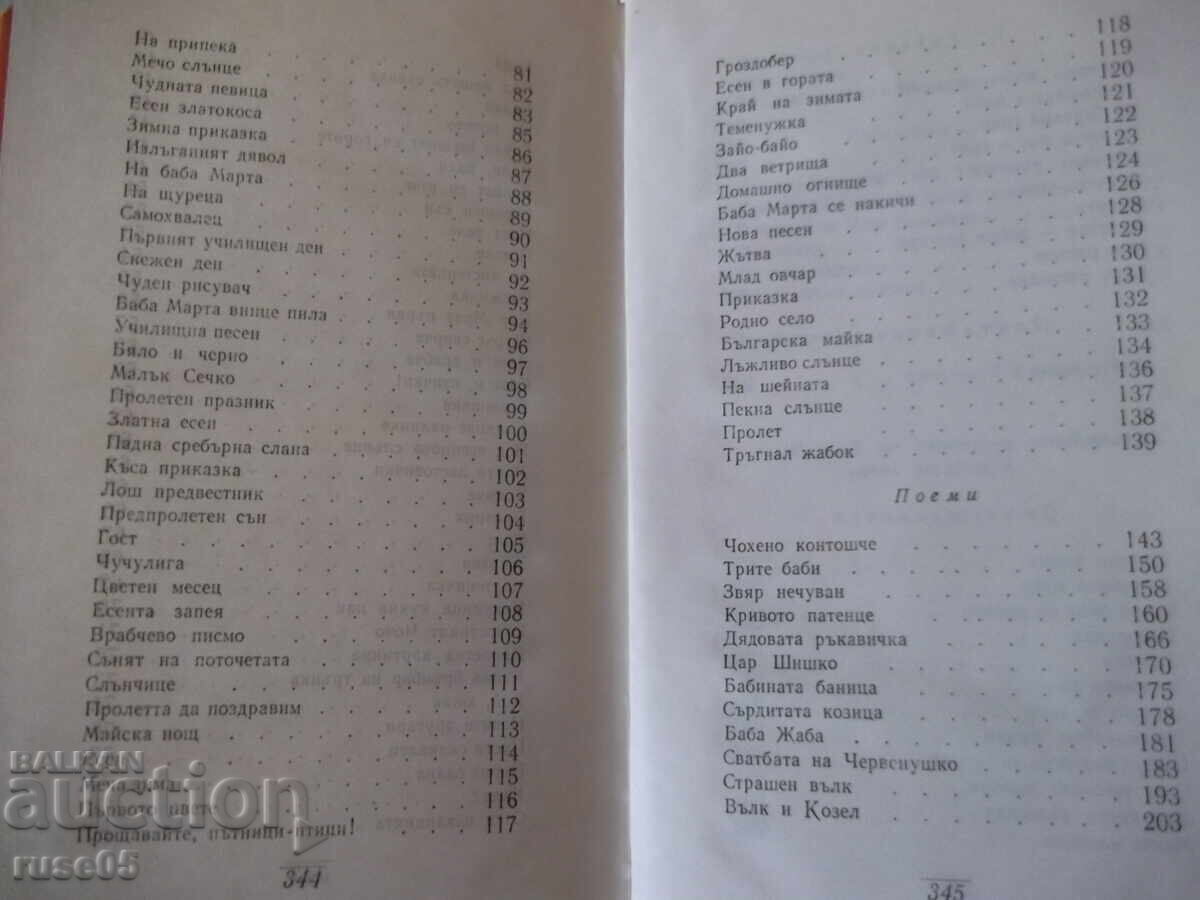 На припека . . . 81
Мечо слънце . . . 82
Чудната певица . . . 83
Есен златокоса . . . 85
Зимна приказка . . . 86
Излъганият дявол . . . 87
На баба Марта . . . 88
На щуреца . . . 89
Самохвалец . . . 90
Първият училищен ден . . . 91
Снежен ден . . . 92
Чуден рисувач . . . 93
Баба Марта вище пила . . . 94
Училищна песен . . . 96
Бяло и черно . . . 97
Малък Сечко . . . 98
Пролетен празник . . . 99
Златна есен . . . 100
Падна сребърна слана . . . 101
Къса приказка . . . 102
Лош предвестник . . . 103
Предпролетен сън . . . 104
Гост . . . 105
Чучулига . . . 106
Цветен месец . . . 107
Есента запея . . . 108
Врабчево писмо . . . 109
Сънят на поточетата . . . 110
Слънчице . . . 111
Пролетта да поздравим . . . 112
Майска нощ . . . 113
. . . 114
. . . 115
Първото цвете . . . 116
Прощавайте, пътници-птици! . . . 117
344
Гроздобер . . . 118
Есен в гората . . . 119
Край на зимата . . . 120
Теменужка . . . 121
Зайо-байо . . . 122
Два ветрища . . . 123
Домашно огнище . . . 124
Баба Марта се накичи . . . 126
Нова песен . . . 128
Жътва . . . 129
Млад овчар . . . 130
Приказка . . . 131
Родно село . . . 132
Българска майка . . . 133
Лъжливо слънце . . . 134
На шейната . . . 136
Пекна слънце . . . 137
Пролет . . . 138
Тръгнал жабок . . . 139
Поеми
Чохено контошче . . . 143
Трите баби . . . 150
Звяр нечуван . . . 158
Кривото патенце . . . 160
Дядовата ръкавичка . . . 166
Цар Шишко . . . 170
Бабината баница . . . 175
Сърдитата козица . . . 178
Баба Жаба . . . 181
Сватбата на Червенушко . . . 183
Страшен вълк . . . 193
Вълк и Козел . . . 203
345
BALKAN
auction
ruse05